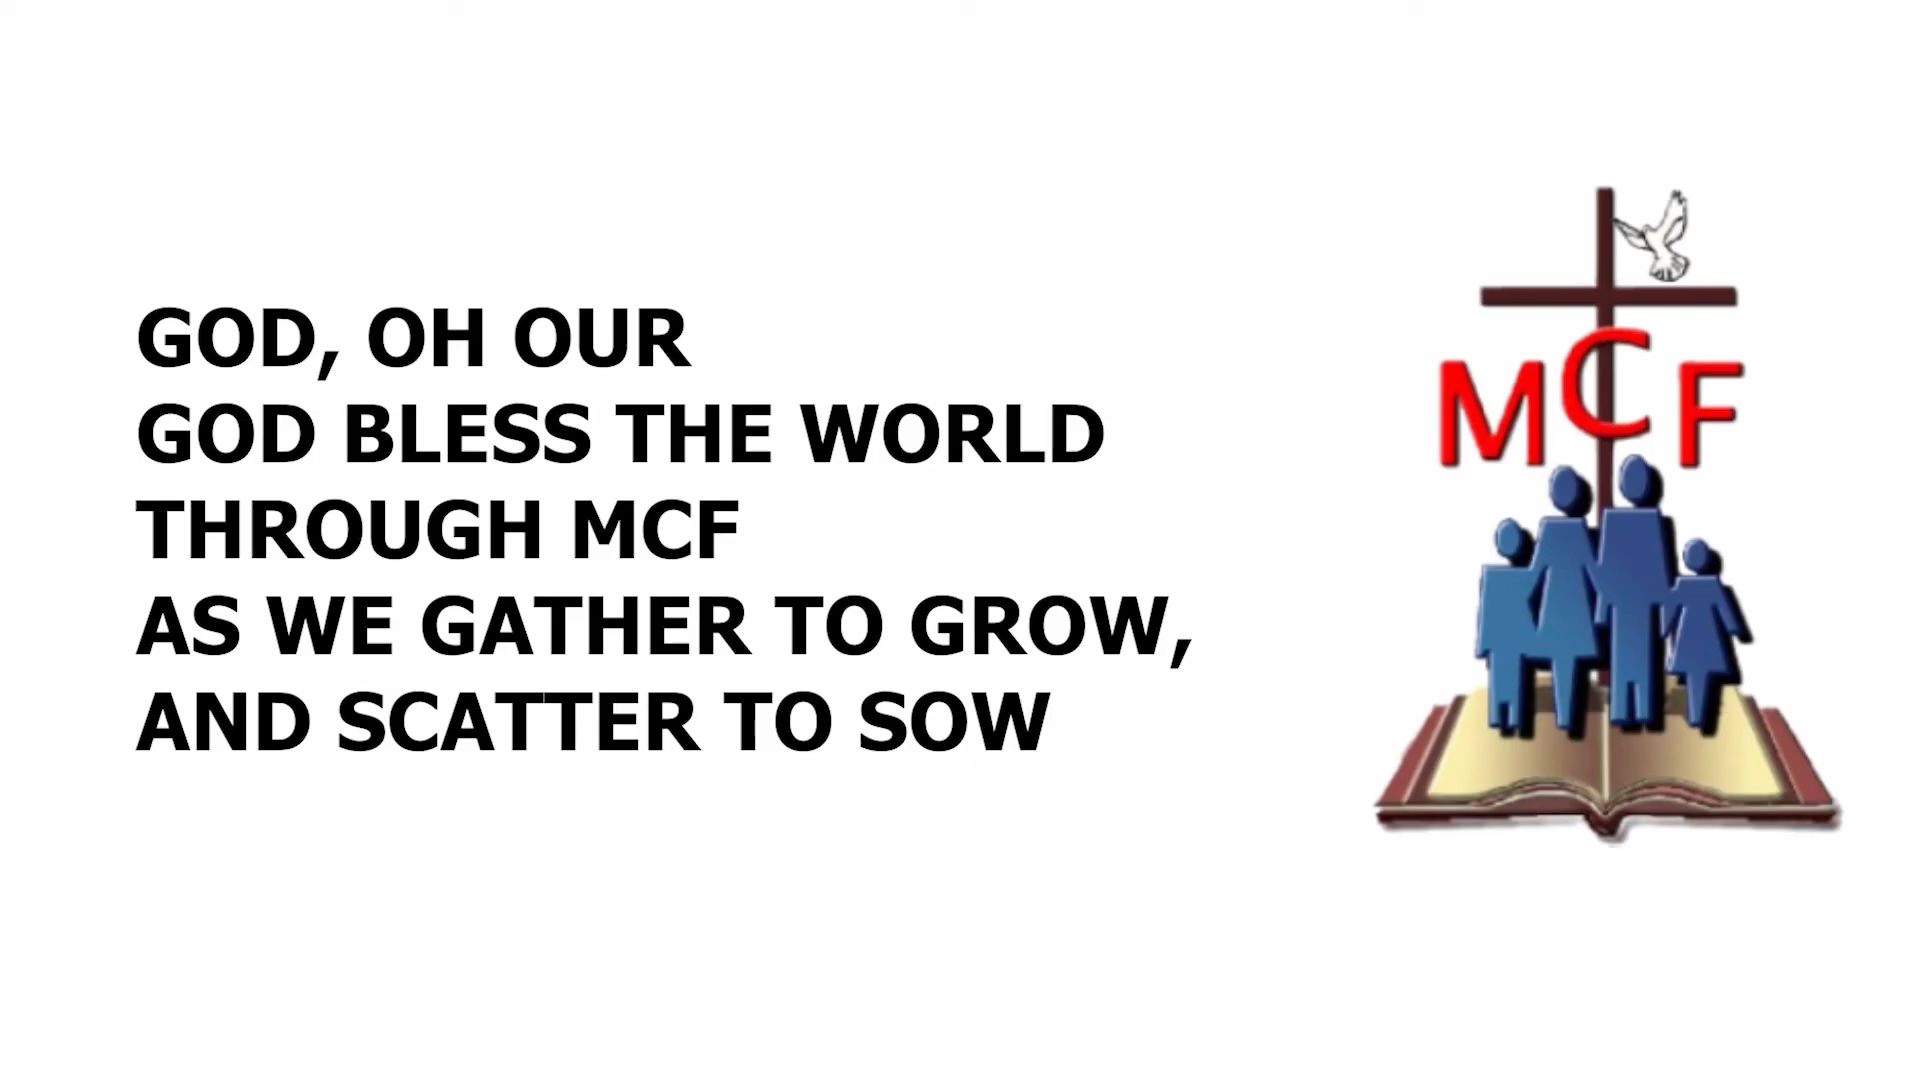 GOD, OH OUR
GOD BLESS THE WORLD
THROUGH MCF
AS WE GATHER TO GROW,
AND SCATTER TO SOW
MCF